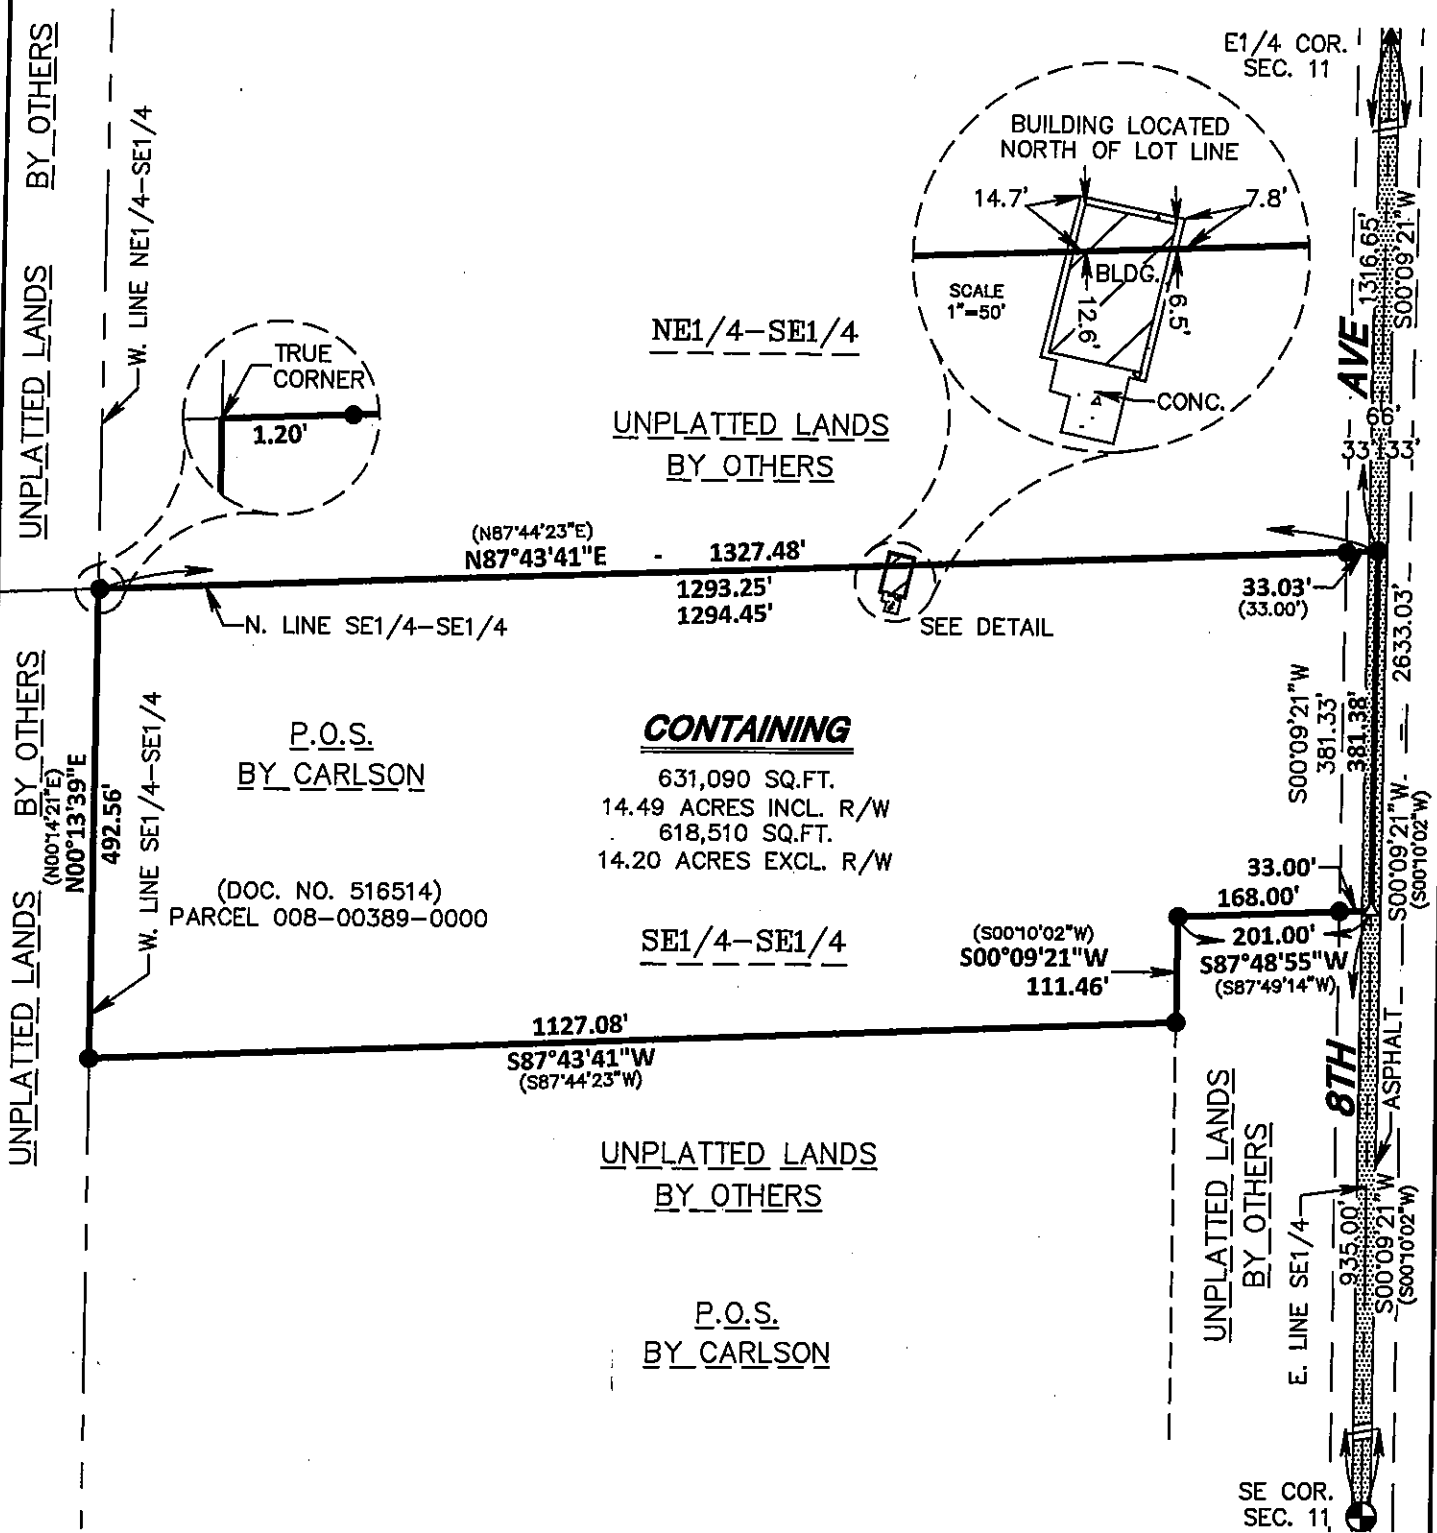 E1/4 COR.
SEC. 11
BY OTHERS
UNPLATTED LANDS
W. LINE NE1/4-SE1/4
BUILDING LOCATED
NORTH OF LOT LINE
14.7'
7.8'
BLDG.
SCALE
1"=50'
12.6'
6.5'
CONC.
1316.65'
S00°09'21"W
AVE
66'
33' 33'
TRUE
CORNER
1.20'
NE1/4-SE1/4
UNPLATTED LANDS
BY OTHERS
(N87°44'23"E)
N87°43'41"E - 1327.48'
1293.25'
1294.45'
33.03'
(33.00')
N. LINE SE1/4-SE1/4
SEE DETAIL
2633.03'
S00°09'21"W
(S00°10'02"W)
S00°09'21"W
381.33'
381.38'
UNPLATTED LANDS BY OTHERS
(N00°14'21"E)
N00°13'39"E
492.56'
W. LINE SE1/4-SE1/4
P.O.S.
BY CARLSON
CONTAINING
631,090 SQ.FT.
14.49 ACRES INCL. R/W
618,510 SQ.FT.
14.20 ACRES EXCL. R/W
(DOC. NO. 516514)
PARCEL 008-00389-0000
SE1/4-SE1/4
33.00'
168.00'
201.00'
S87°48'55"W
(S87°49'14"W)
(S00°10'02"W)
S00°09'21"W
111.46'
1127.08'
S87°43'41"W
(S87°44'23"W)
8TH
ASPHALT
UNPLATTED LANDS
BY OTHERS
UNPLATTED LANDS
BY OTHERS
E. LINE SE1/4
935.00'
S00°09'21"W
(S00°10'02"W)
P.O.S.
BY CARLSON
SE COR.
SEC. 11